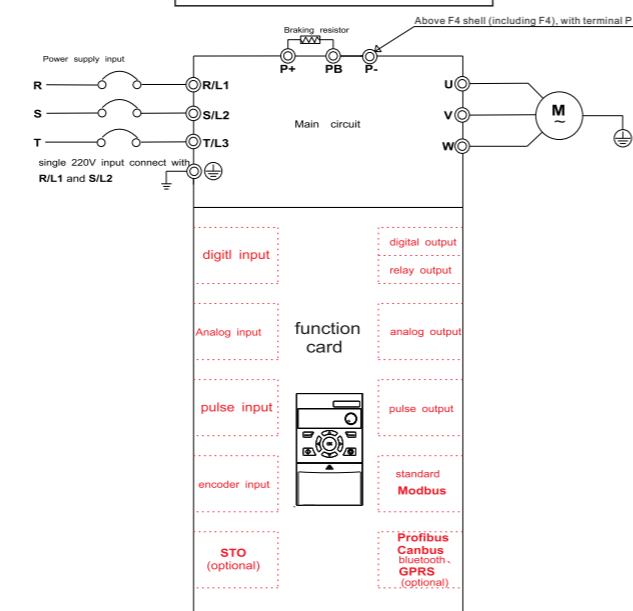 Above F4 shell (including F4), with terminal P
Braking resistor
P+ PB P-
Power supply input
R R/L1 U
S S/L2 V
T T/L3 W
M
~
Main circuit
single 220V input connect with
R/L1 and S/L2
digitl input
digital output
relay output
Analog input
function
card
analog output
pulse input
pulse output
encoder input
standard
Modbus
STO
(optional)
Profibus
Canbus
bluetooth、
GPRS
(optional)